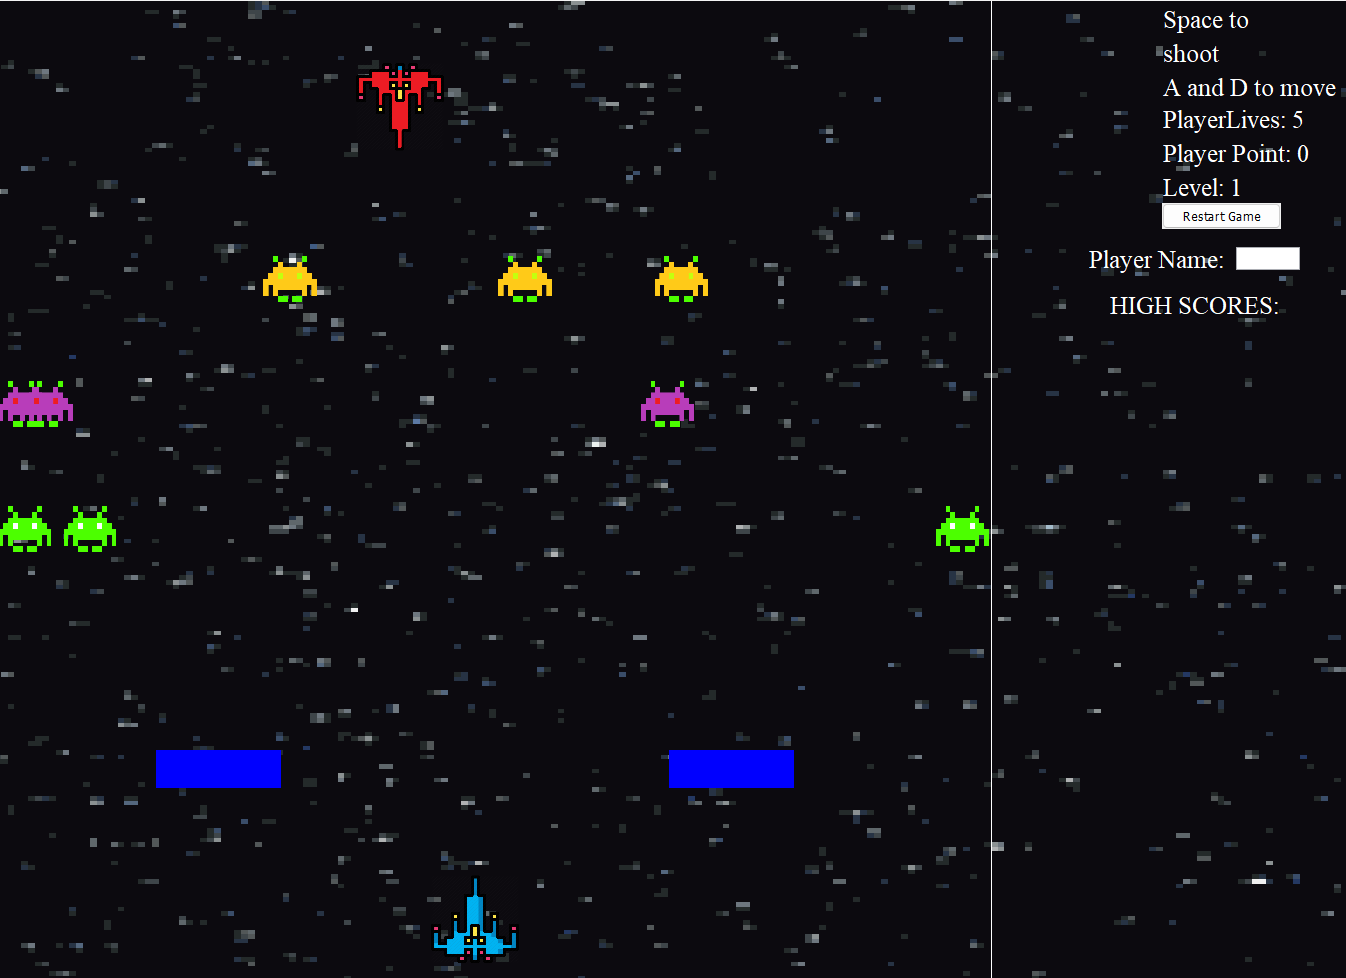 Space to
shoot
A and D to move
PlayerLives: 5
Player Point: 0
Level: 1
Restart Game
Player Name:
HIGH SCORES: